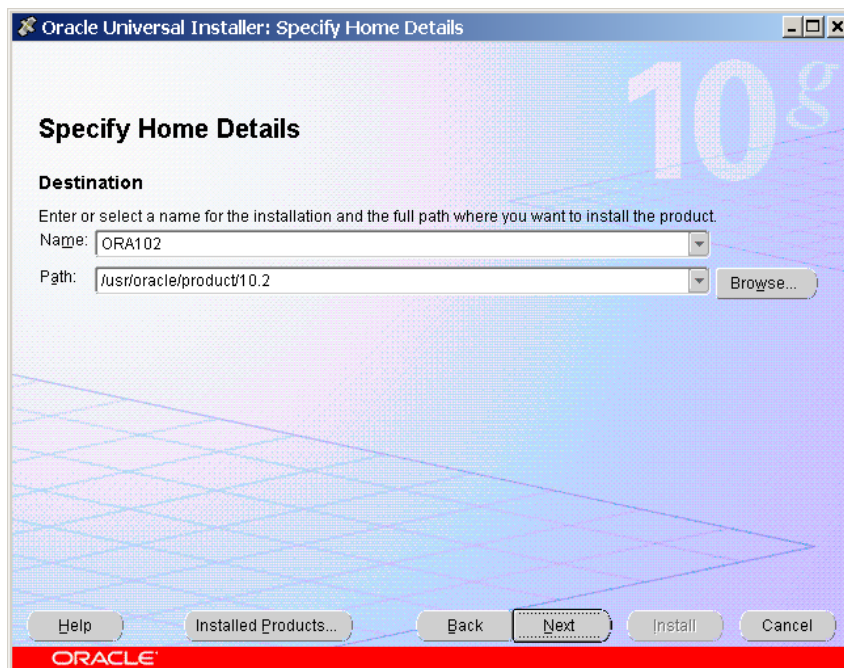 Oracle Universal Installer: Specify Home Details
10g
Specify Home Details
Destination
Enter or select a name for the installation and the full path where you want to install the product.
Name: ORA102
Path: /usr/oracle/product/10.2 Browse...
Help Installed Products... Back Next Install Cancel
ORACLE